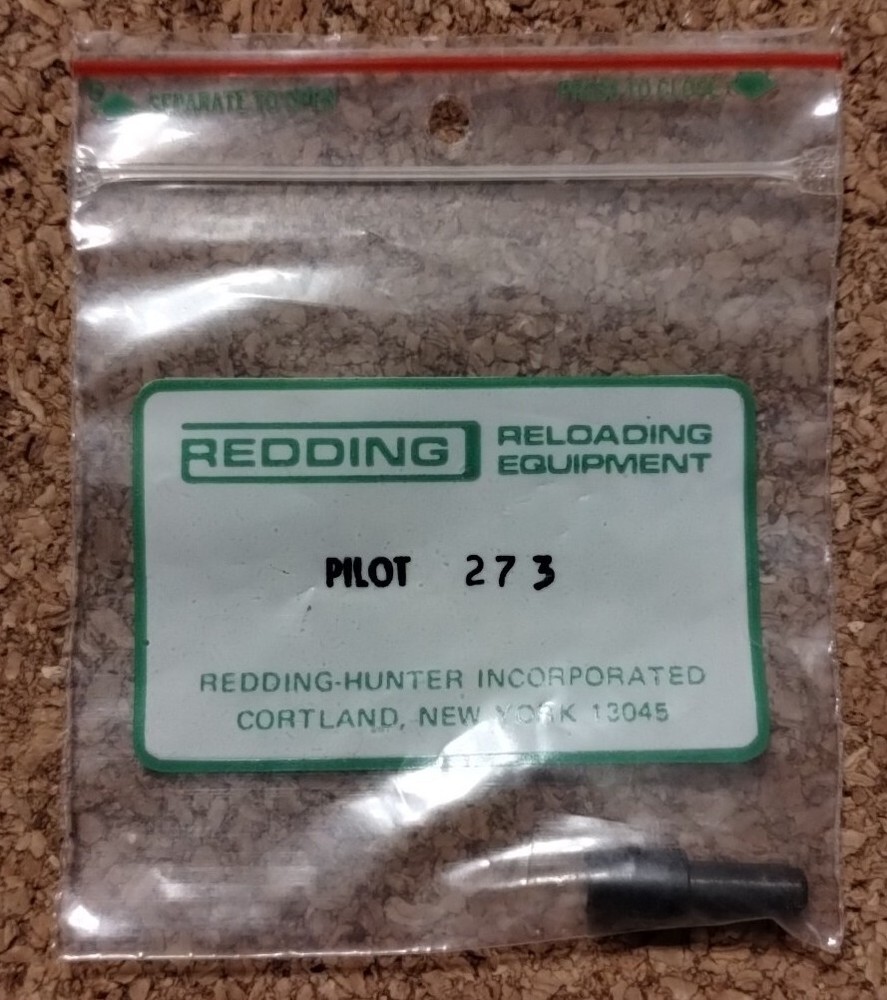 SEPARATE TO OPEN
PRESS TO CLOSE
REDDING
RELOADING
EQUIPMENT
PILOT 273
REDDING-HUNTER INCORPORATED
CORTLAND, NEW YORK 13045